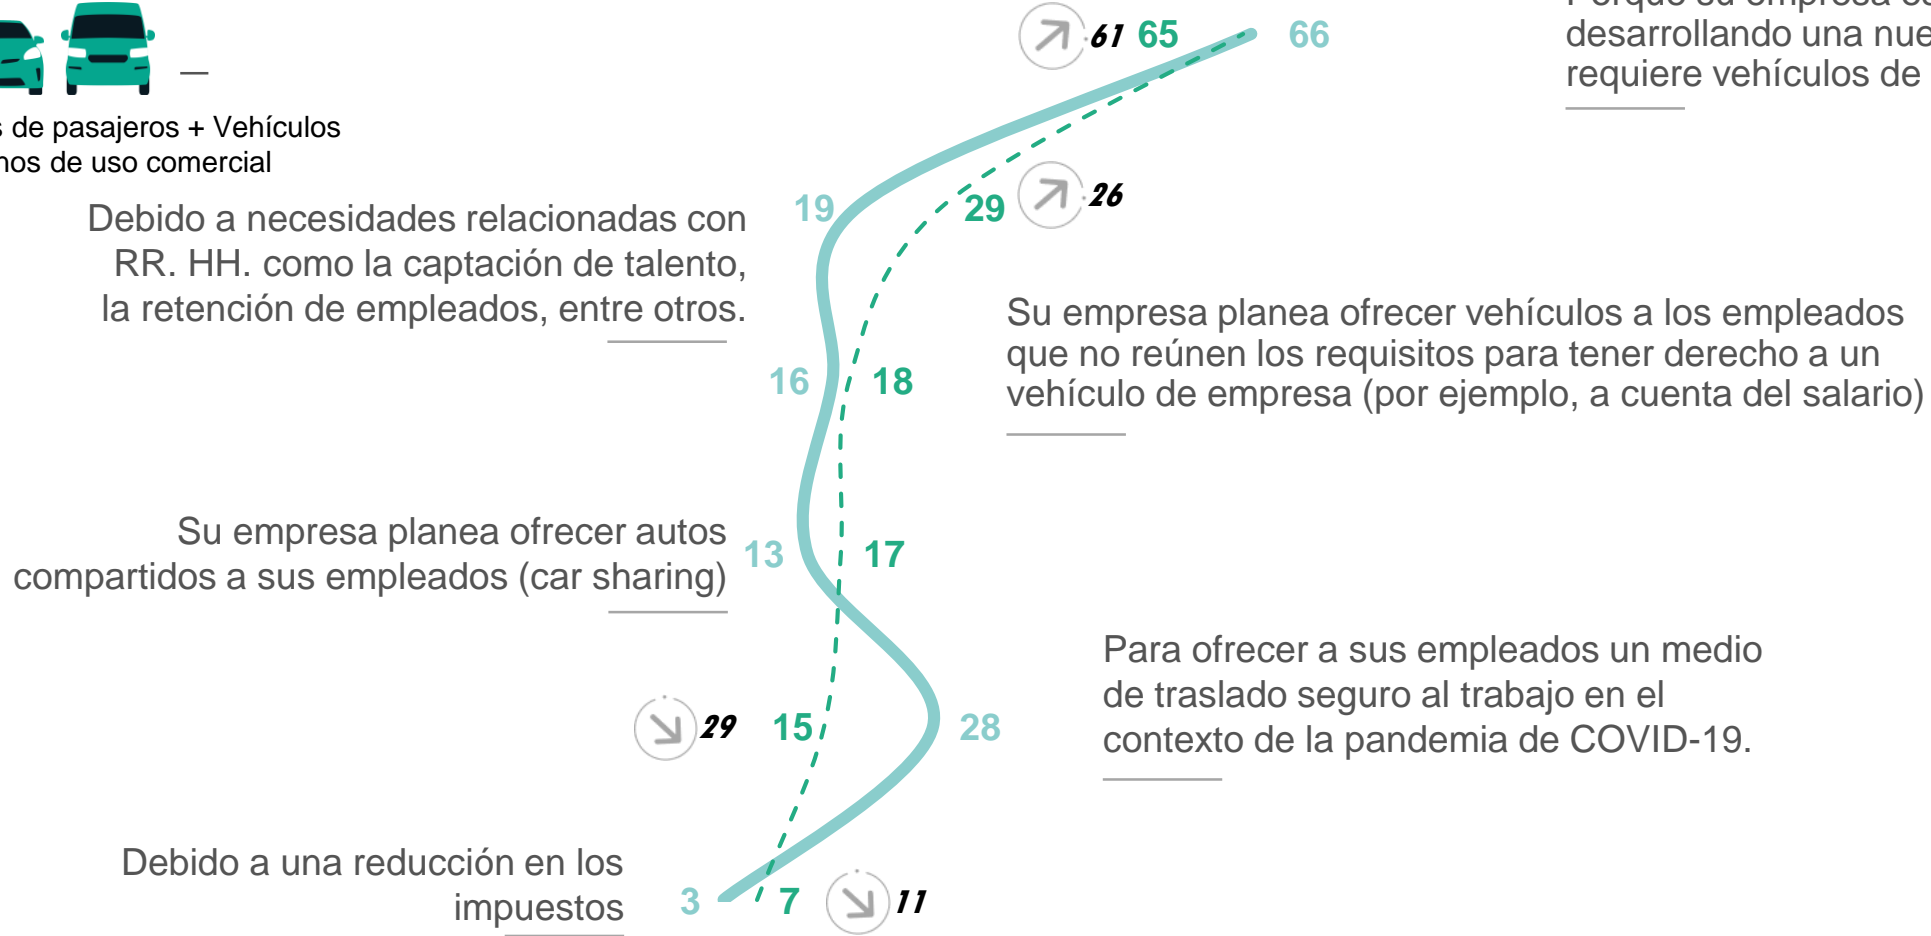 61 65 66
Porque su empresa
desarrollando una
requiere vehículos de
de pasajeros + Vehículos
de uso comercial
19 29 26
Debido a necesidades relacionadas con
RR. HH. como la captación de talento,
la retención de empleados, entre otros.
Su empresa planea ofrecer vehículos a los empleados
que no reúnen los requisitos para tener derecho a un
vehículo de empresa (por ejemplo, a cuenta del salario)
16 18
Su empresa planea ofrecer autos
compartidos a sus empleados (car sharing)
13 17
Para ofrecer a sus empleados un medio
de traslado seguro al trabajo en el
contexto de la pandemia de COVID-19.
29 15 28
Debido a una reducción en los
impuestos
3 7 11